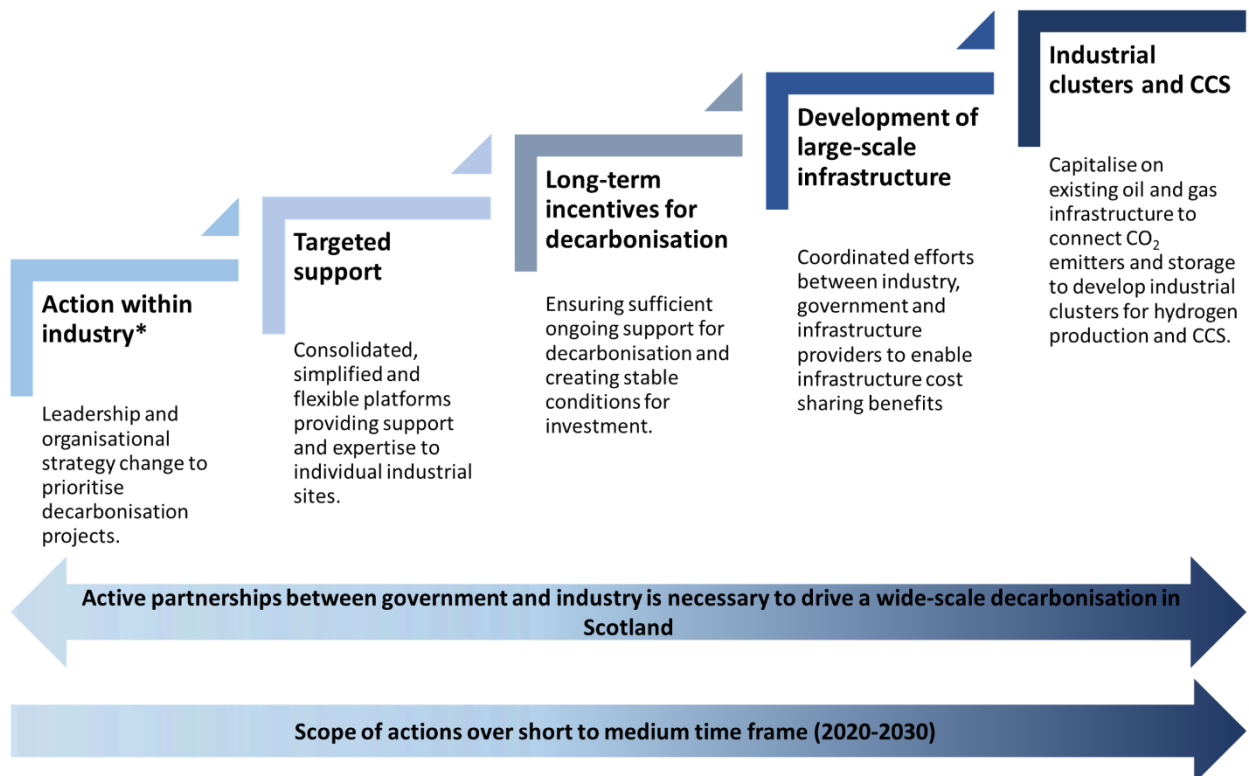 Action within
industry*
Leadership and
organisational
strategy change to
prioritise
decarbonisation
projects.
Targeted
support
Consolidated,
simplified and
flexible platforms
providing support
and expertise to
individual industrial
sites.
Long-term
incentives for
decarbonisation
Ensuring sufficient
ongoing support for
decarbonisation and
creating stable
conditions for
investment.
Development of
large-scale
infrastructure
Coordinated efforts
between industry,
government and
infrastructure
providers to enable
infrastructure cost
sharing benefits
Industrial
clusters and CCS
Capitalise on
existing oil and gas
infrastructure to
connect CO₂
emitters and storage
to develop industrial
clusters for hydrogen
production and CCS.
Active partnerships between government and industry is necessary to drive a wide-scale decarbonisation in
Scotland
Scope of actions over short to medium time frame (2020-2030)